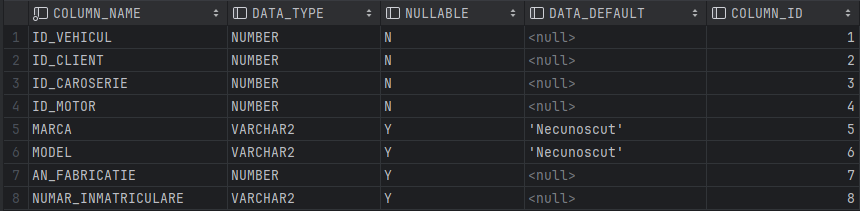 COLUMN_NAME DATA_TYPE NULLABLE DATA_DEFAULT COLUMN_ID
1 ID_VEHICUL NUMBER N <null> 1
2 ID_CLIENT NUMBER N <null> 2
3 ID_CAROSERIE NUMBER N <null> 3
4 ID_MOTOR NUMBER N <null> 4
5 MARCA VARCHAR2 Y 'Necunoscut' 5
6 MODEL VARCHAR2 Y 'Necunoscut' 6
7 AN_FABRICATIE NUMBER Y <null> 7
8 NUMAR_INMATRICULARE VARCHAR2 Y <null> 8